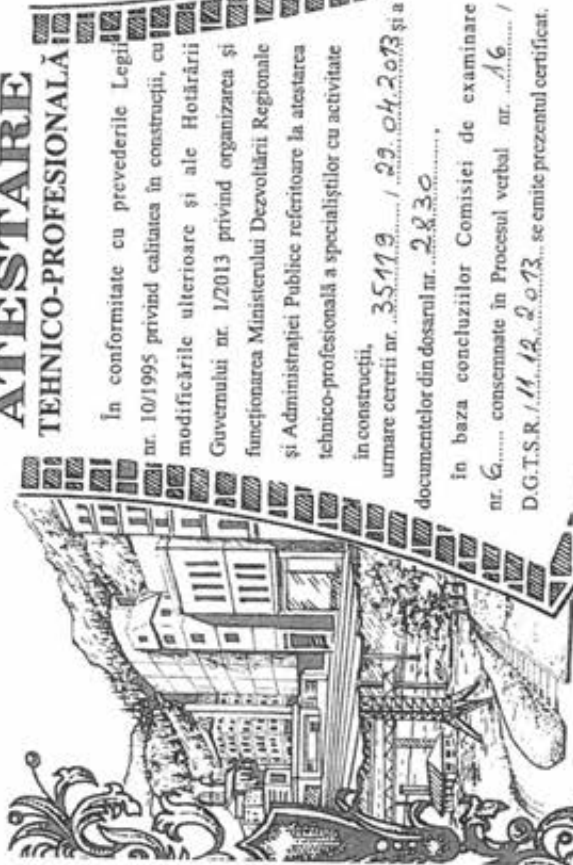 ATESTARE
TEHNICO-PROFESIONALĂ
În conformitate cu prevederile Legii
nr. 10/1995 privind calitatea în construcții, cu
modificările ulterioare și ale Hotărârii
Guvernului nr. 1/2013 privind organizarea și
funcționarea Ministerului Dezvoltării Regionale
și Administrației Publice referitoare la atestarea
tehnico-profesională a specialiștilor cu activitate
în construcții,
urmare cererii nr. 35119 / 29.04.2013 și a
documentelor din dosarul nr. 2830,
în baza concluziilor Comisiei de examinare
nr. 6 consemnate în Procesul verbal nr. 16 /
D.G.T.S.R. / 11.12.2013 se emite prezentul certificat.